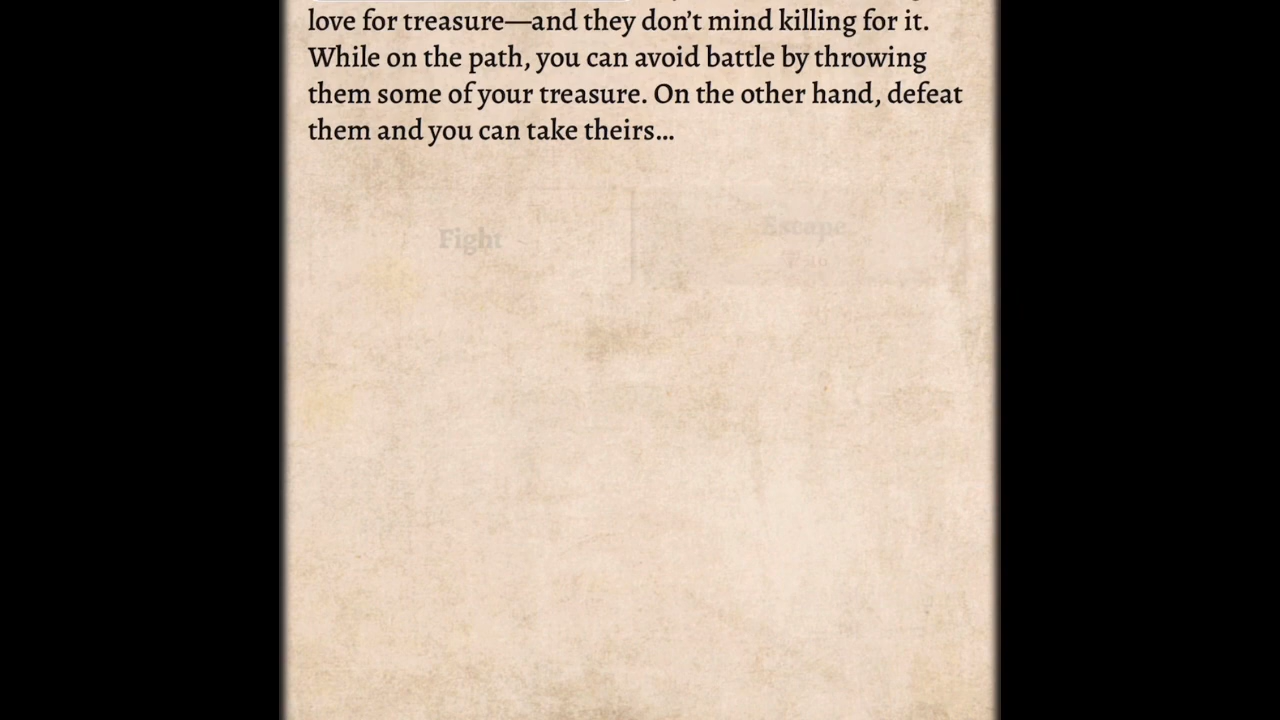 love for treasure—and they don’t mind killing for it.
While on the path, you can avoid battle by throwing
them some of your treasure. On the other hand, defeat
them and you can take theirs…
Fight
Escape